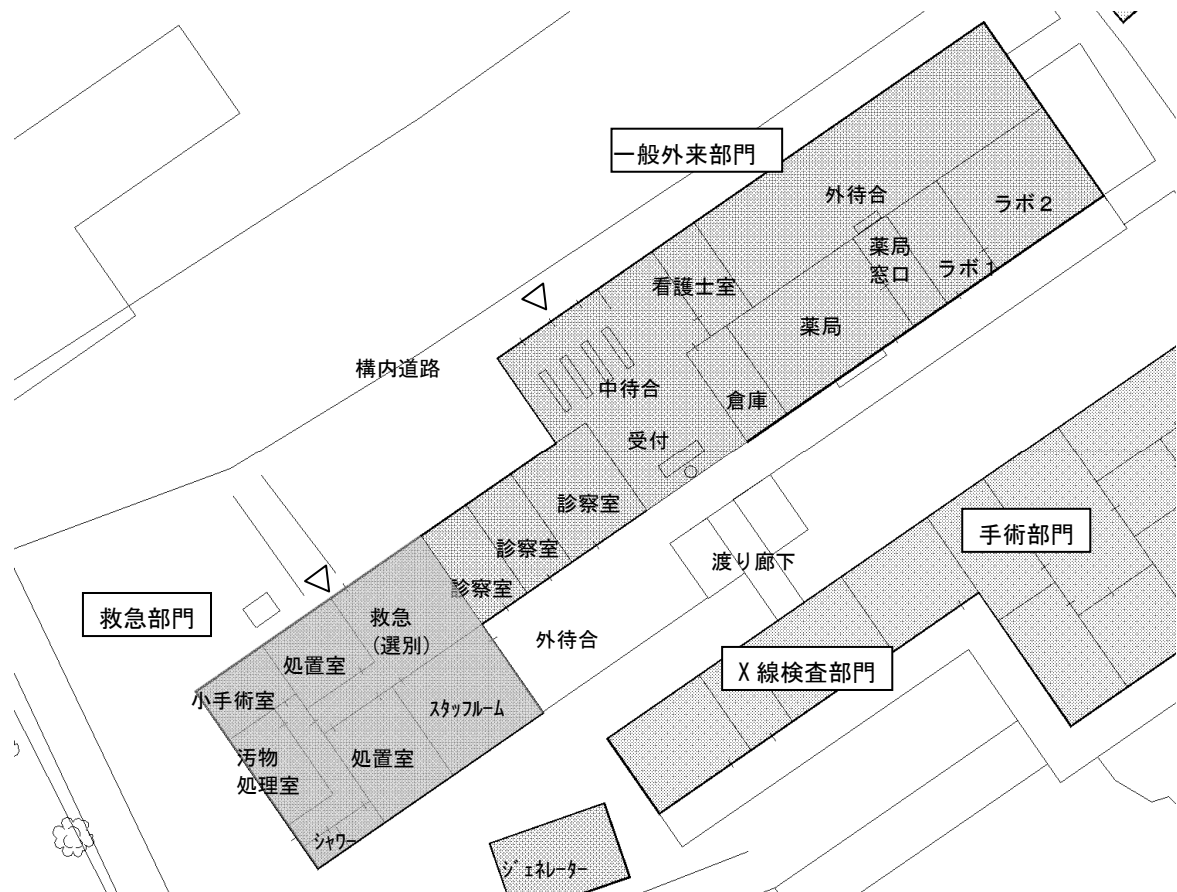 一般外来部門
外待合
ラボ2
薬局
窓口
ラボ1
看護士室
薬局
構内道路
中待合
倉庫
受付
診察室
手術部門
診察室
渡り廊下
診察室
救急部門
救急
(選別)
外待合
処置室
X線検査部門
小手術室
スタッフルーム
汚物
処理室
処置室
シャワー
ジェネレーター